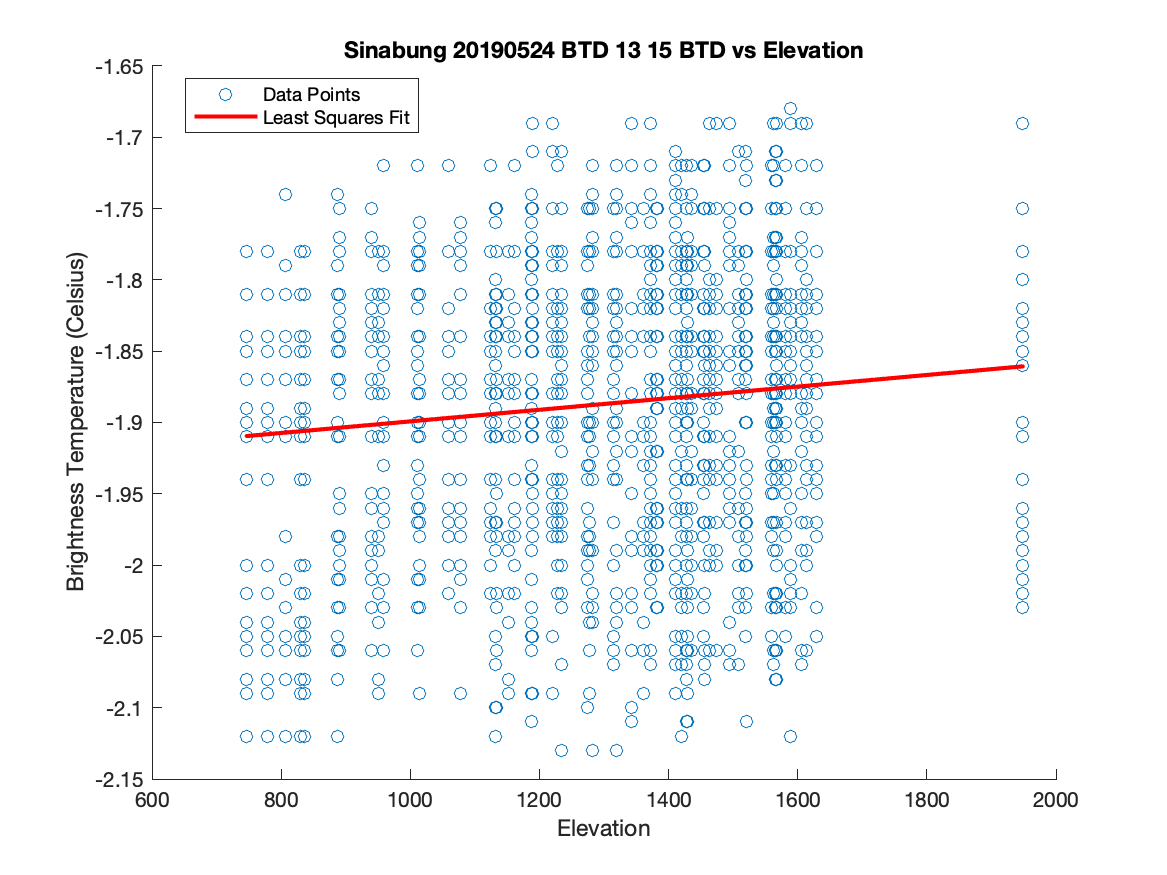 Sinabung 20190524 BTD 13 15 BTD vs Elevation
Data Points
Least Squares Fit
Brightness Temperature (Celsius)
-1.65
-1.7
-1.75
-1.8
-1.85
-1.9
-1.95
-2
-2.05
-2.1
-2.15
600 800 1000 1200 1400 1600 1800 2000
Elevation